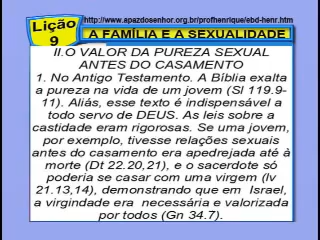 http://www.apazdosenhor.org.br/profhenrique/ebd-henr.htm
Lição
9
A FAMÍLIA E A SEXUALIDADE
II.O VALOR DA PUREZA SEXUAL
ANTES DO CASAMENTO
1. No Antigo Testamento. A Bíblia exalta
a pureza na vida de um jovem (Sl 119.9-
11). Aliás, esse texto é indispensável a
todo servo de DEUS. As leis sobre a
castidade eram rigorosas. Se uma jovem,
por exemplo, tivesse relações sexuais
antes do casamento era apedrejada até à
morte (Dt 22.20,21), e o sacerdote só
poderia se casar com uma virgem (lv
21.13,14), demonstrando que em  Israel,
a virgindade era  necessária e valorizada
por todos (Gn 34.7).